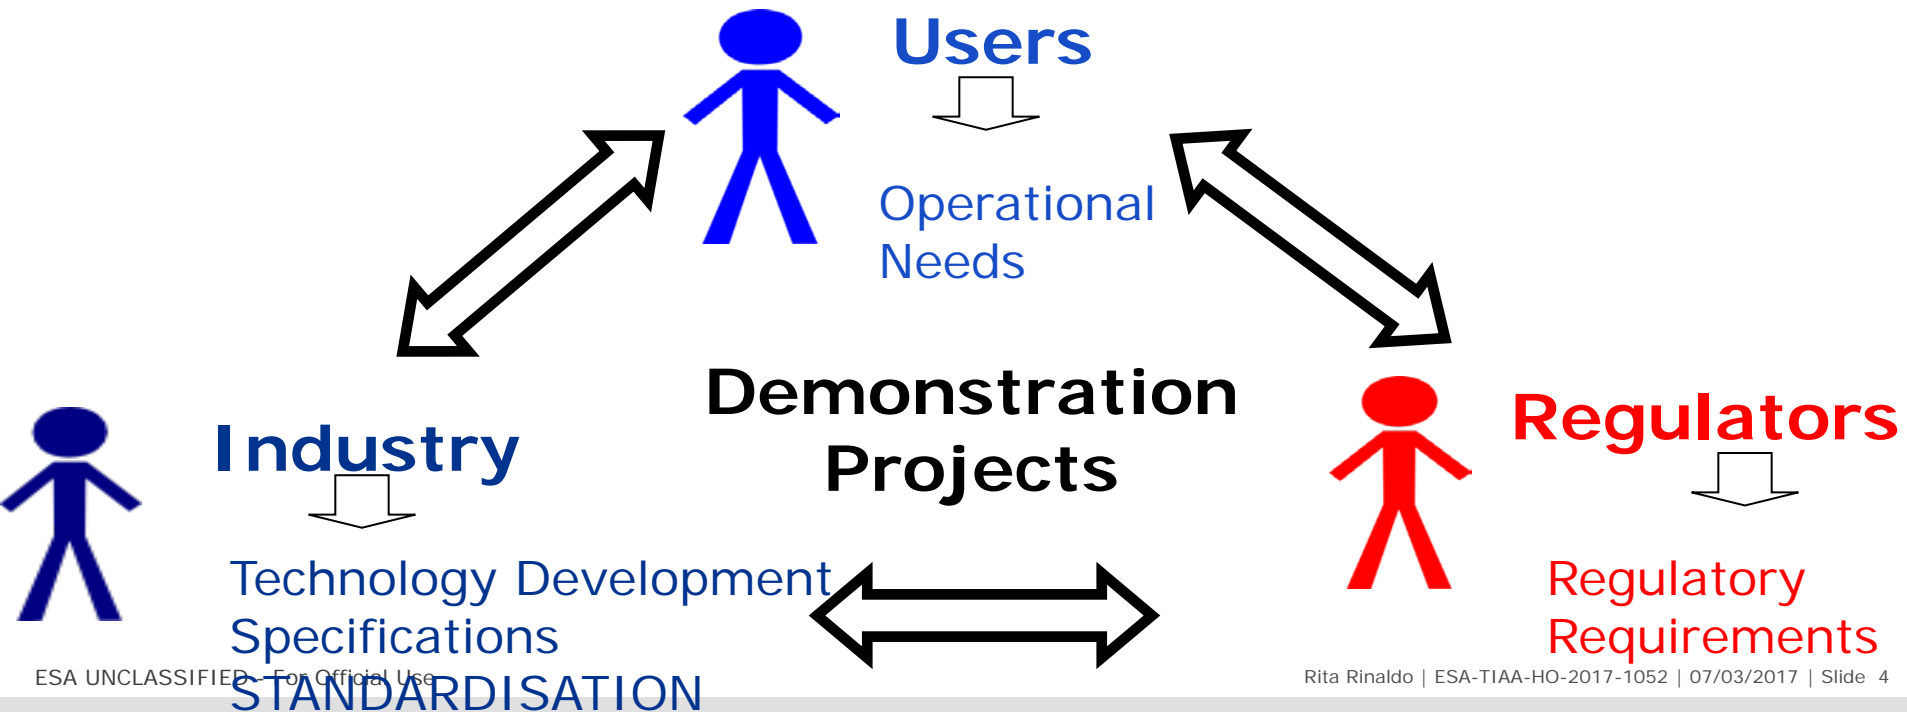 Users
Operational
Needs
Demonstration
Projects
Industry
Technology Development
Specifications
STANDARDISATION
Regulators
Regulatory
Requirements
ESA UNCLASSIFIED - For Official Use
Rita Rinaldo | ESA-TIAA-HO-2017-1052 | 07/03/2017 | Slide 4